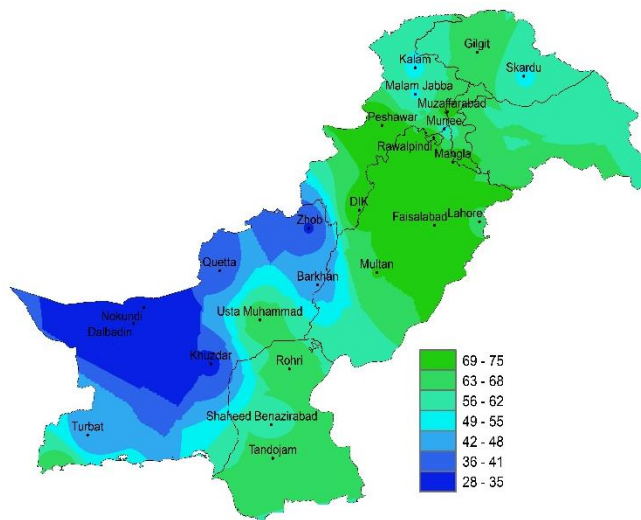 Gilgit
Kalam
Skardu
Malam Jabba
Muzaffarabad
Peshawar
Murree
Rawalpindi
Mangla
DIK
Lahore
Faisalabad
Zhob
Quetta
Multan
Barkhan
Nokundi
Usta Muhammad
Dalbadin
Khuzdar
Rohri
69 - 75
63 - 68
56 - 62
49 - 55
42 - 48
36 - 41
28 - 35
Shaheed Benazirabad
Turbat
Tandojam